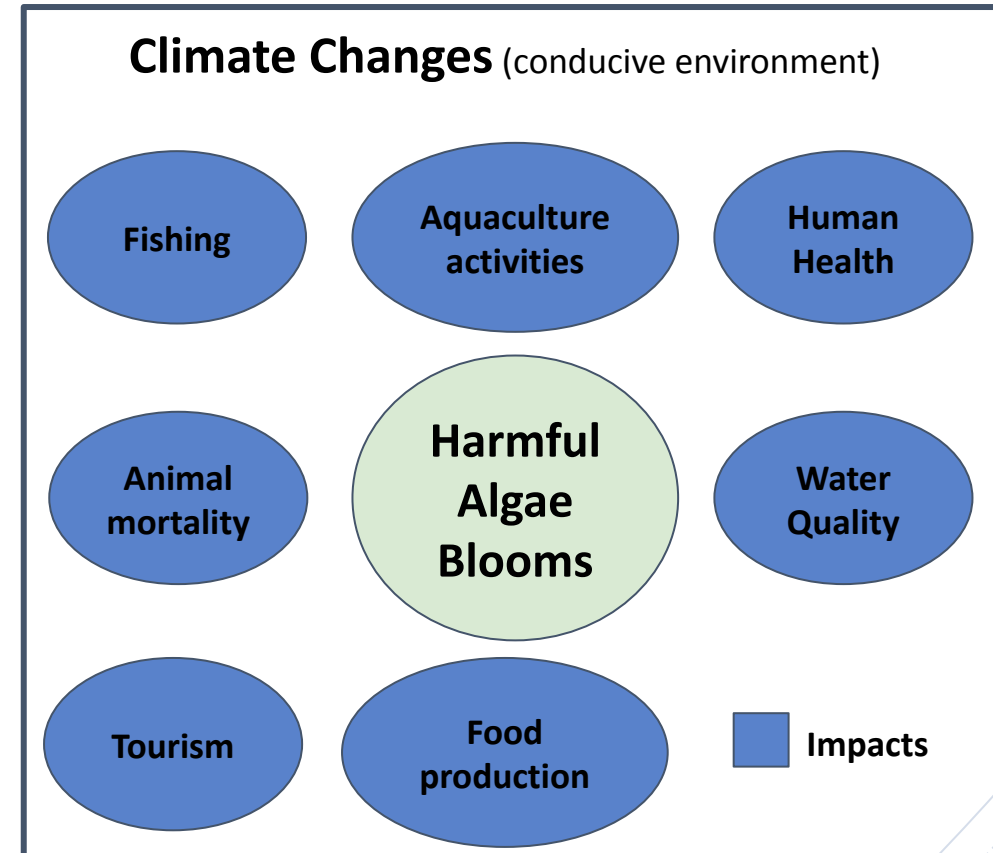 Climate Changes (conducive environment)
Fishing
Aquaculture
activities
Human
Health
Animal
mortality
Harmful
Algae
Blooms
Water
Quality
Tourism
Food
production
Impacts